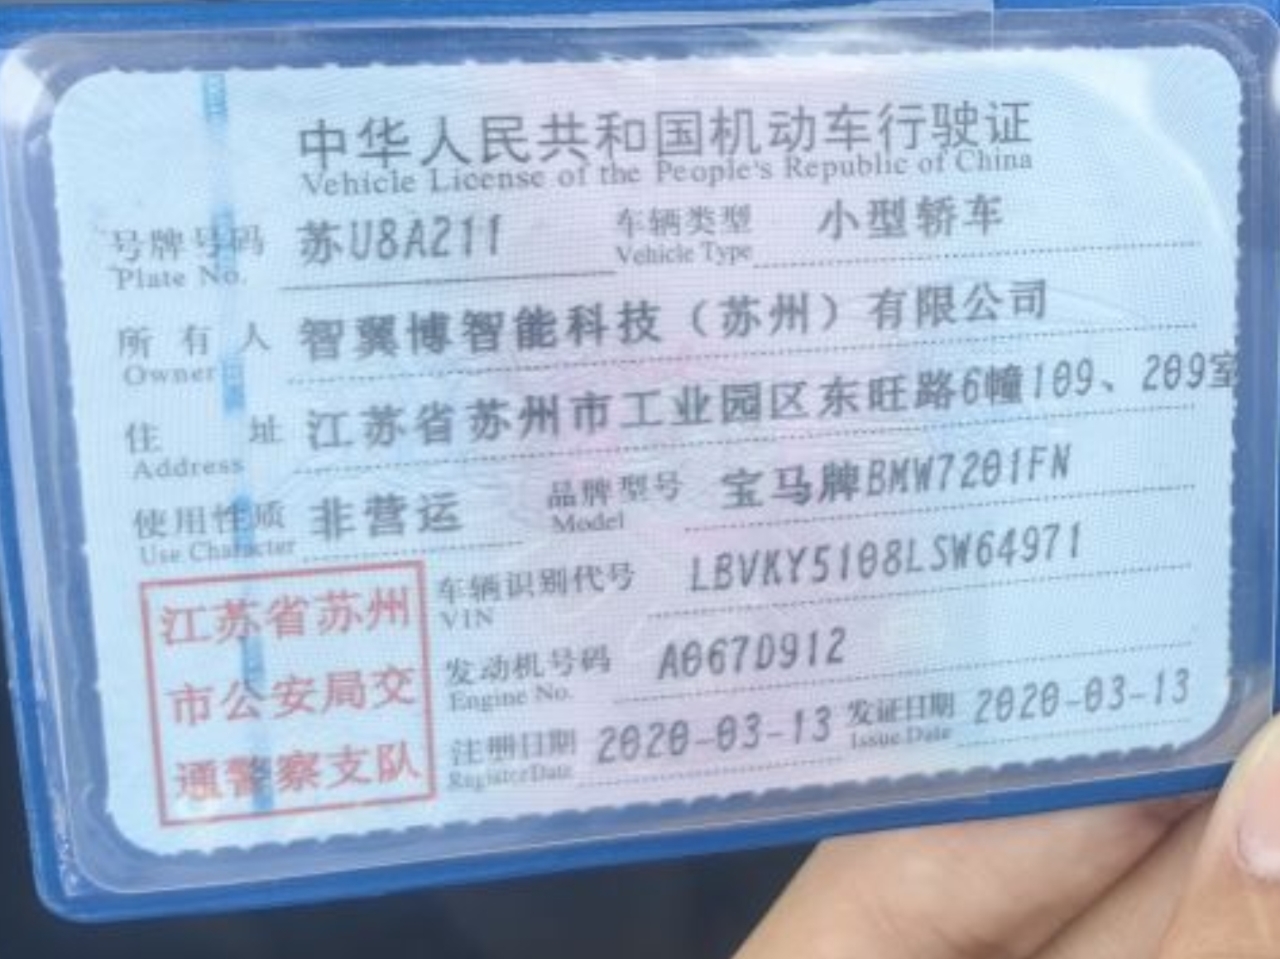 中华人民共和国机动车行驶证
Vehicle License of the People's Republic of China
号牌号码 苏U8A211 车辆类型 小型轿车
Plate No. Vehicle Type
所有人 智翼博智能科技（苏州）有限公司
Owner
住址 江苏省苏州市工业园区东旺路6幢109、209室
Address
使用性质 非营运 品牌型号 宝马牌BMW7201FN
Use Character Model
车辆识别代号 LBVKY5108LSW64971
VIN
发动机号码 A067D912
Engine No.
注册日期 2020-03-13 发证日期 2020-03-13
Register Date Issue Date
江苏省苏州
市公安局交
通警察支队